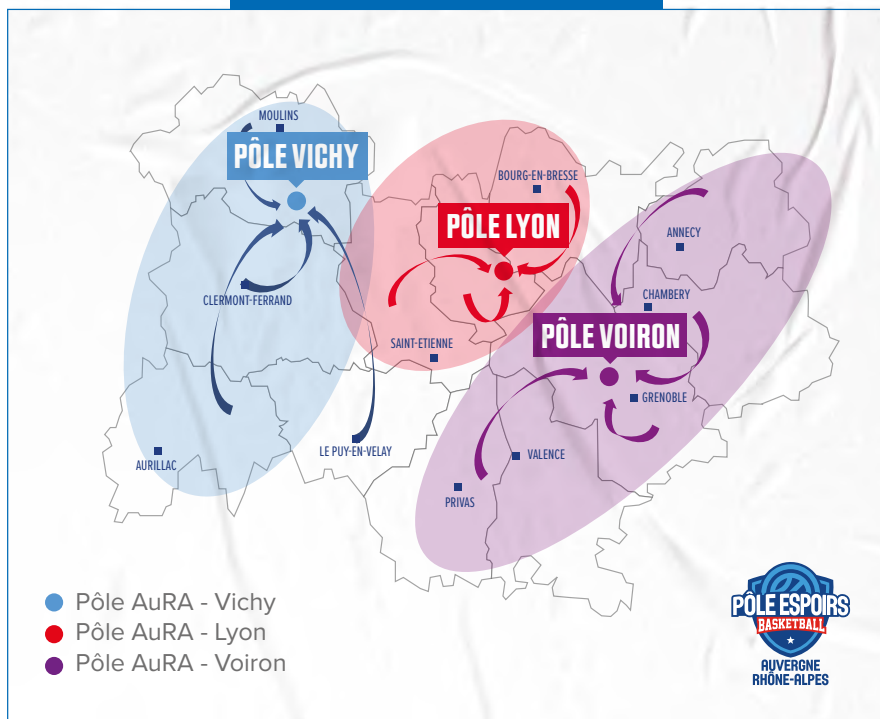 MOULINS
PÔLE VICHY
BOURG-EN-BRESSE
PÔLE LYON
ANNECY
CLERMONT-FERRAND
CHAMBERY
PÔLE VOIRON
SAINT-ETIENNE
GRENOBLE
LE PUY-EN-VELAY
VALENCE
AURILLAC
PRIVAS
Pôle AuRA - Vichy
Pôle AuRA - Lyon
Pôle AuRA - Voiron
PÔLE ESPOIRS
BASKETBALL
AUVERGNE
RHÔNE-ALPES